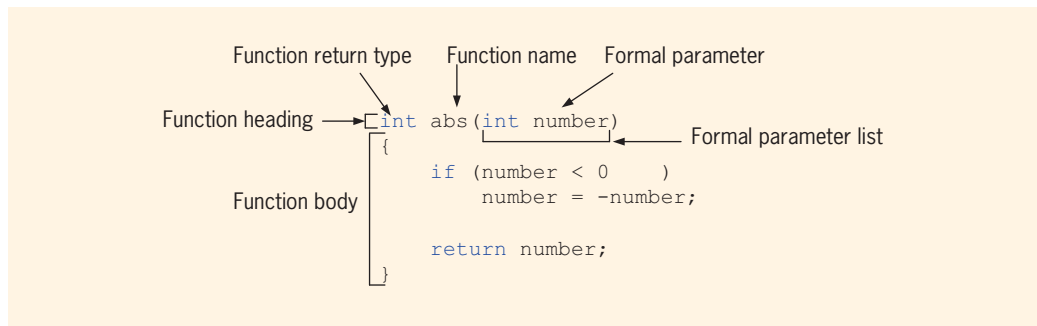 Function return type Function name Formal parameter
Function heading int abs(int number)
Formal parameter list
{
if (number < 0     )
number = -number;
Function body
return number;
}